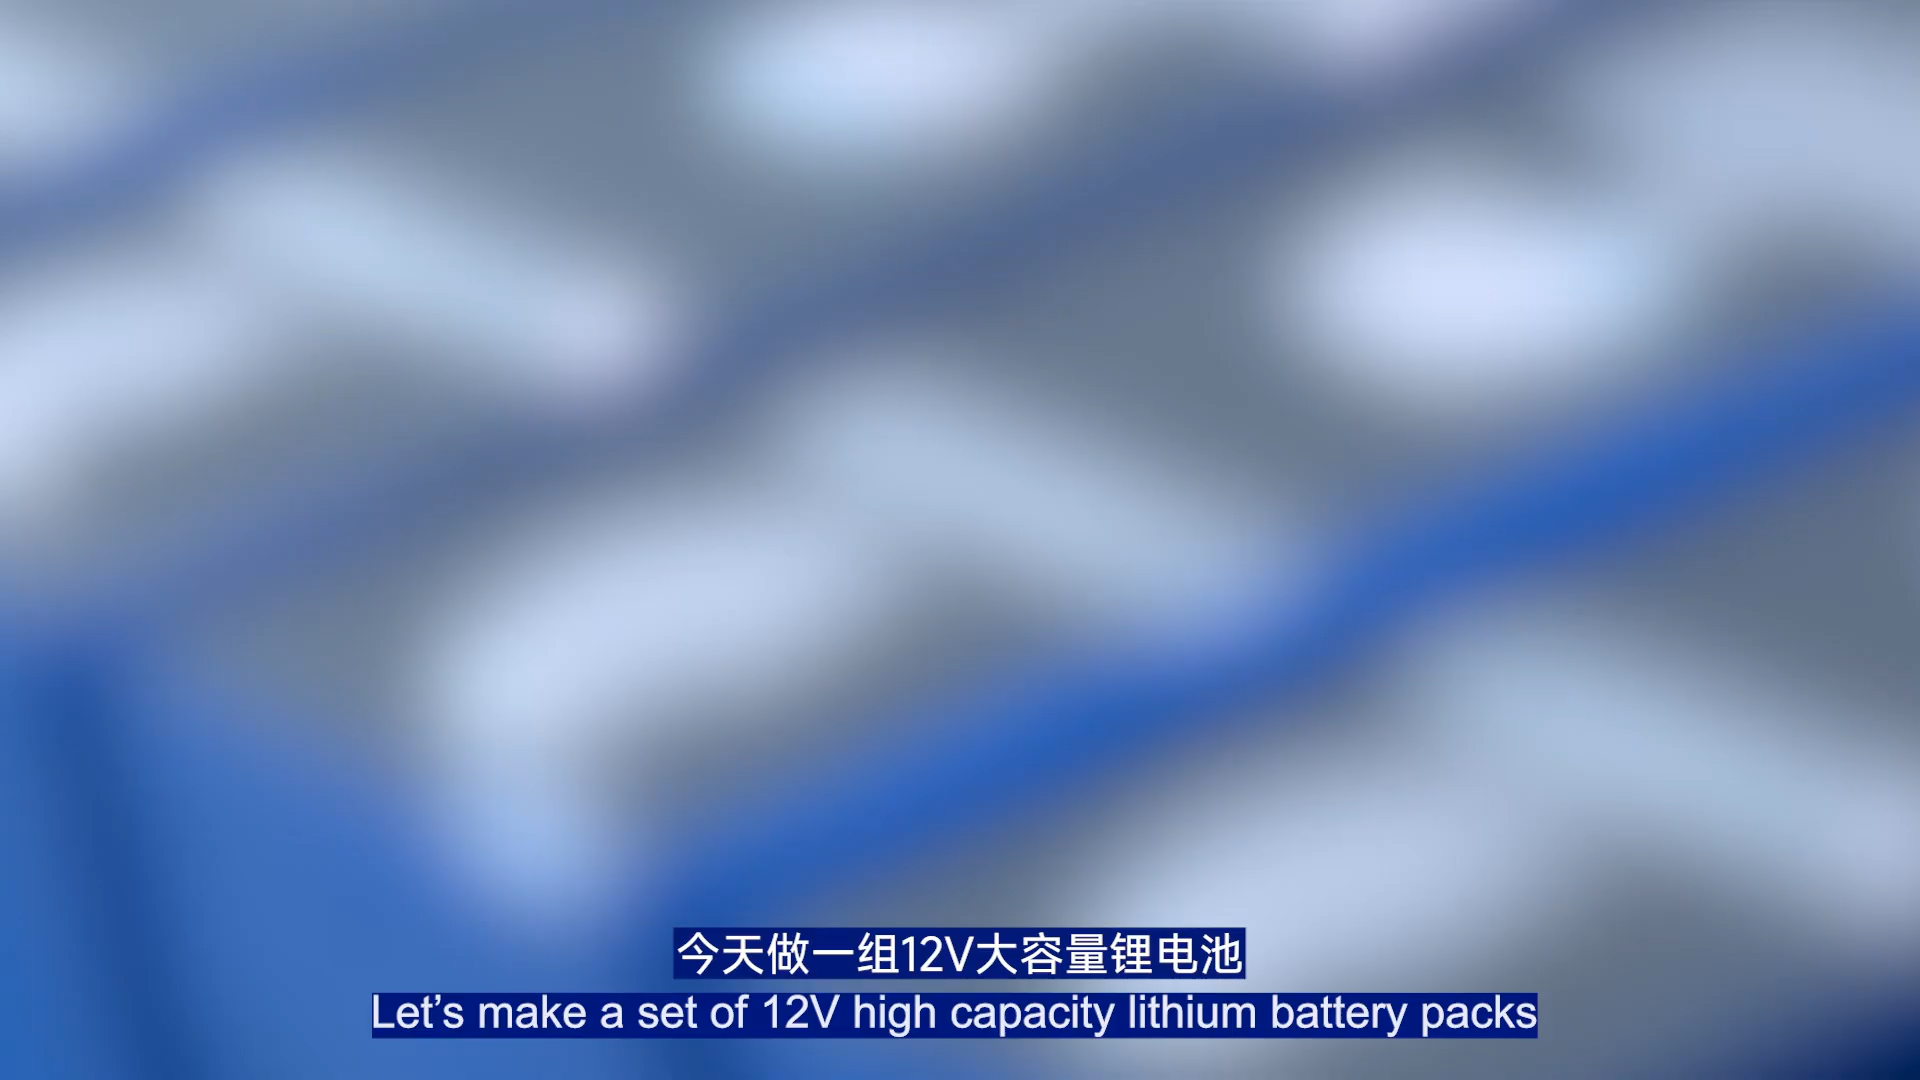 今天做一组12V大容量锂电池
Let’s make a set of 12V high capacity lithium battery packs